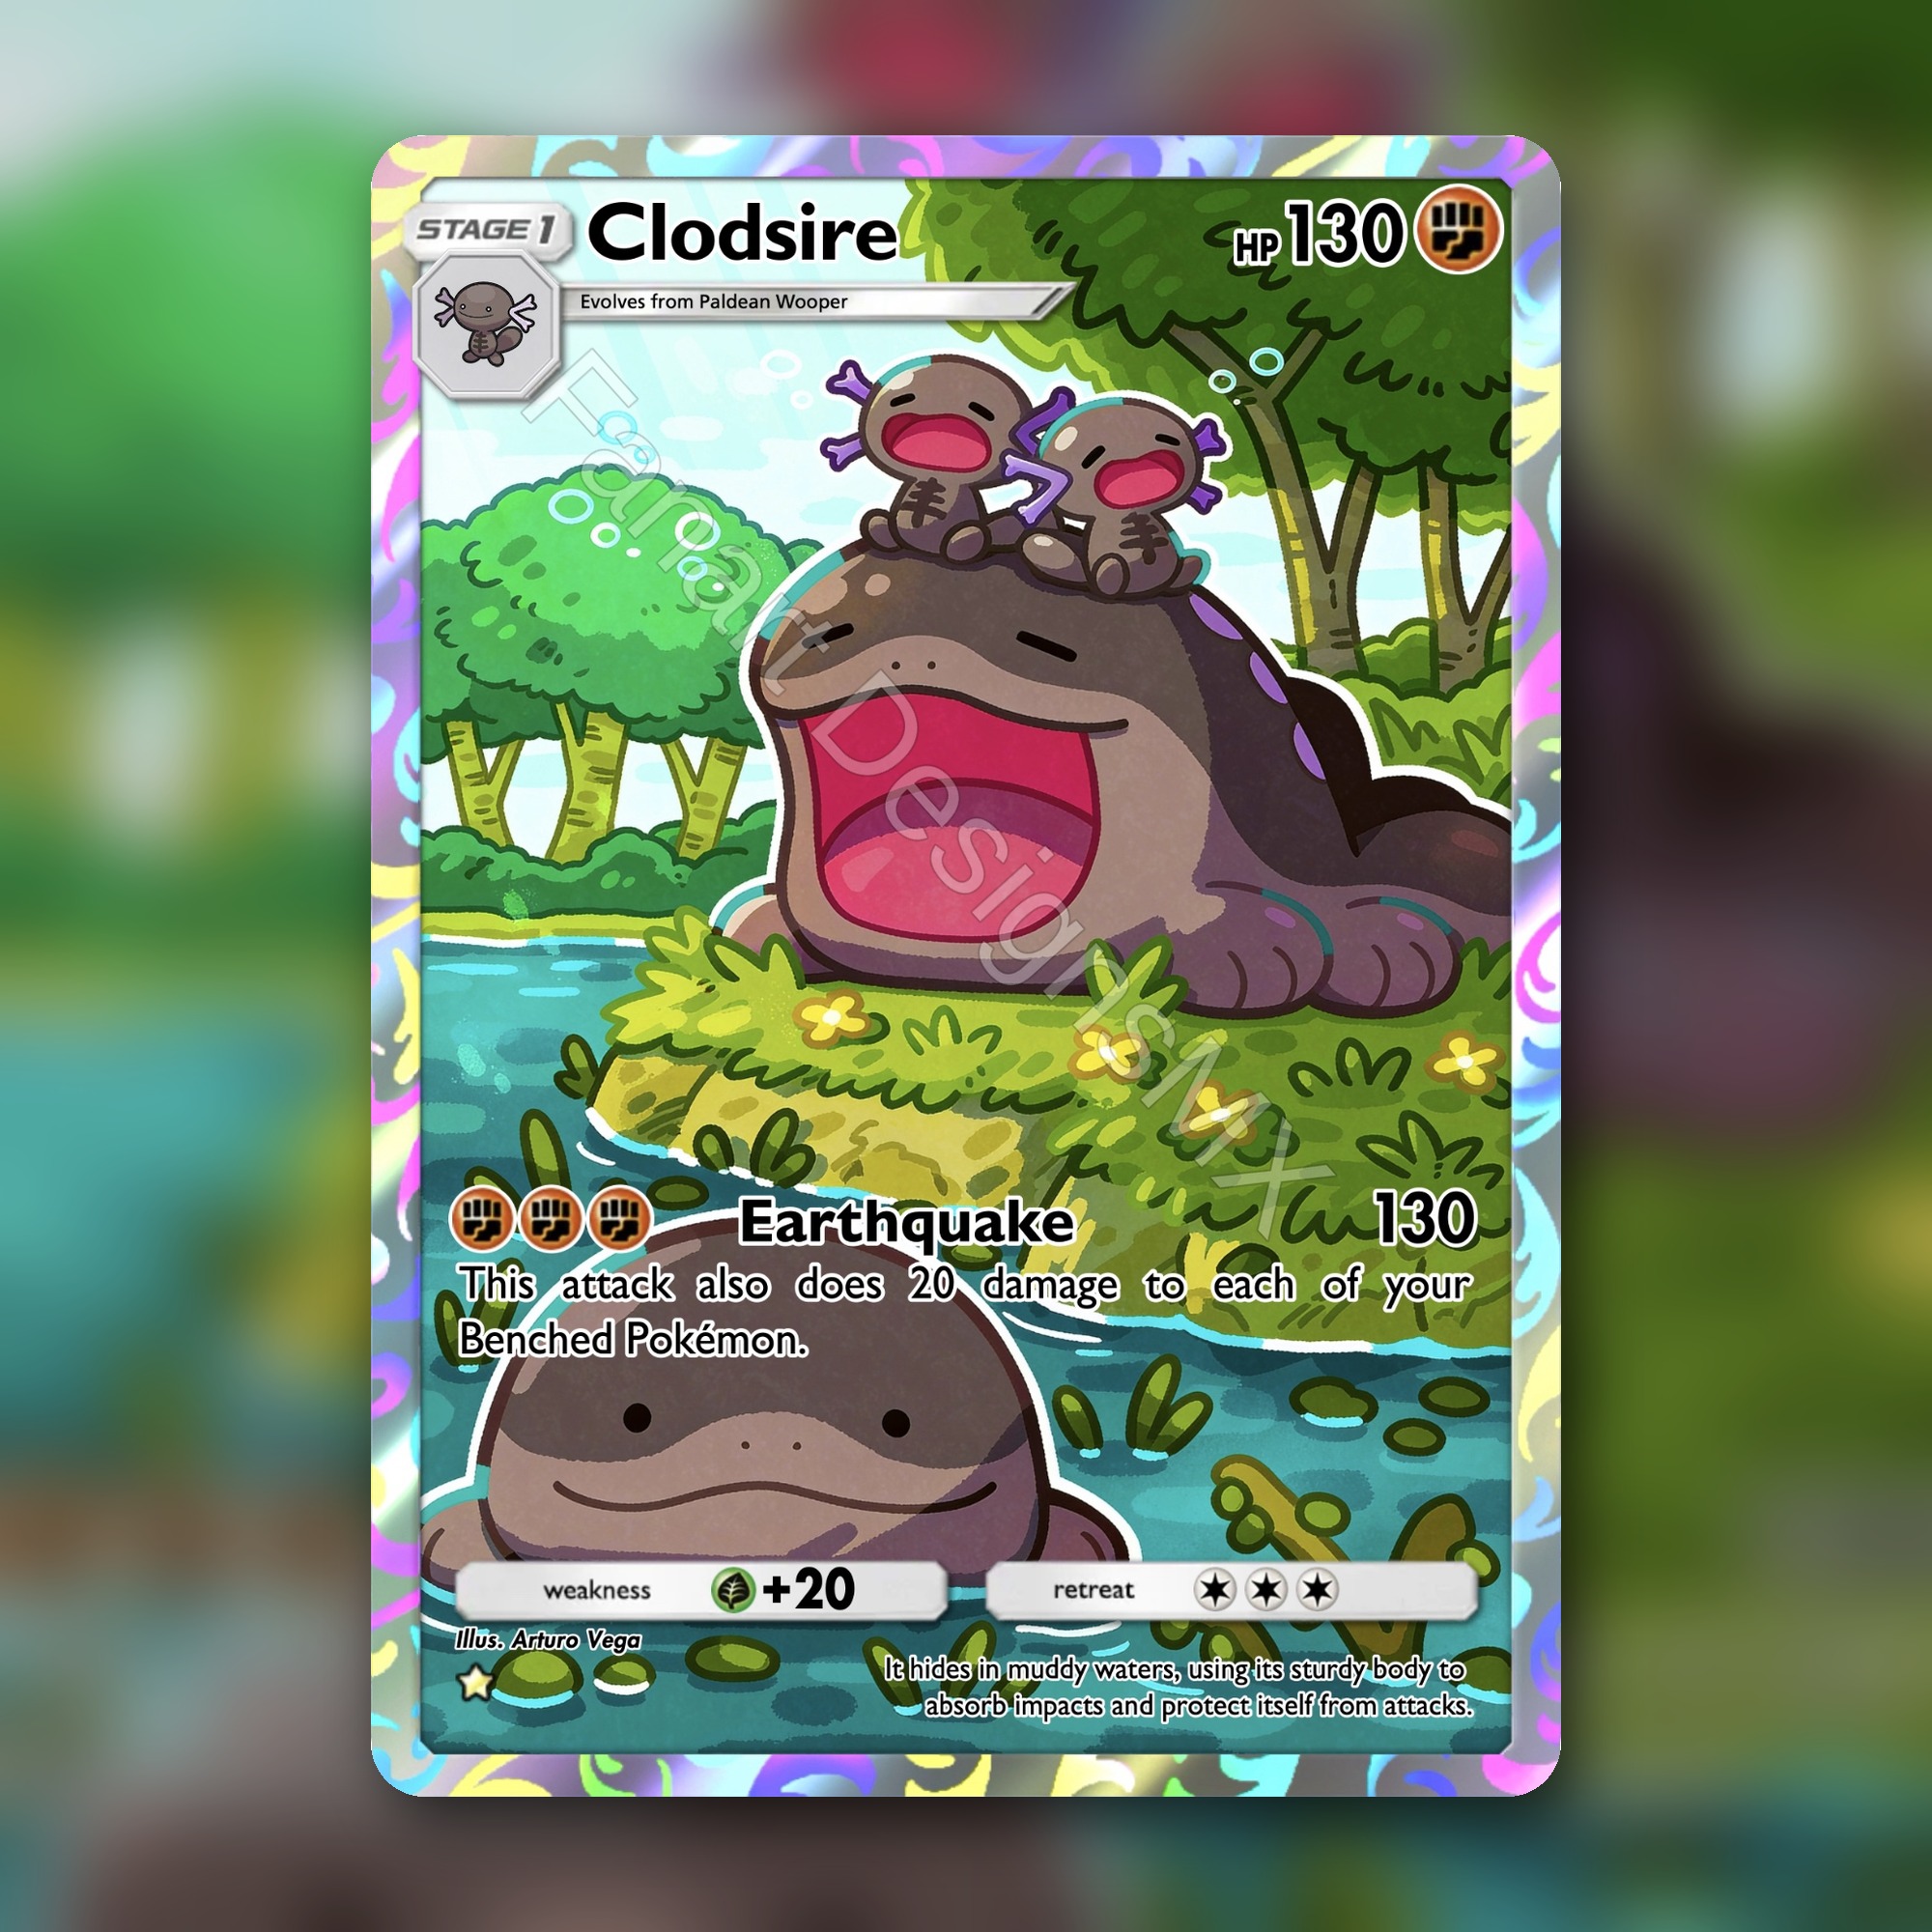 STAGE 1
Clodsire
HP 130
Evolves from Paldean Wooper
Fanart DesignsMX
Earthquake 130
This attack also does 20 damage to each of your
Benched Pokémon.
weakness +20
retreat
Illus. Arturo Vega
It hides in muddy waters, using its sturdy body to
absorb impacts and protect itself from attacks.